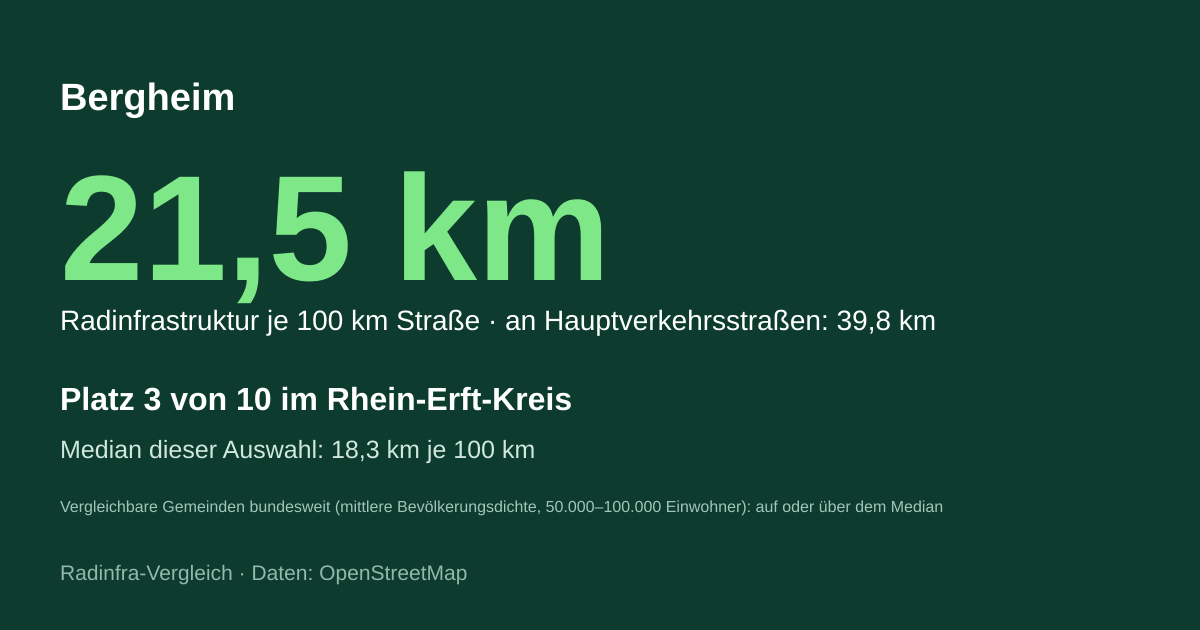 Bergheim
21,5 km
Radinfrastruktur je 100 km Straße · an Hauptverkehrsstraßen: 39,8 km
Platz 3 von 10 im Rhein-Erft-Kreis
Median dieser Auswahl: 18,3 km je 100 km
Vergleichbare Gemeinden bundesweit (mittlere Bevölkerungsdichte, 50.000–100.000 Einwohner): auf oder über dem Median
Radinfra-Vergleich · Daten: OpenStreetMap